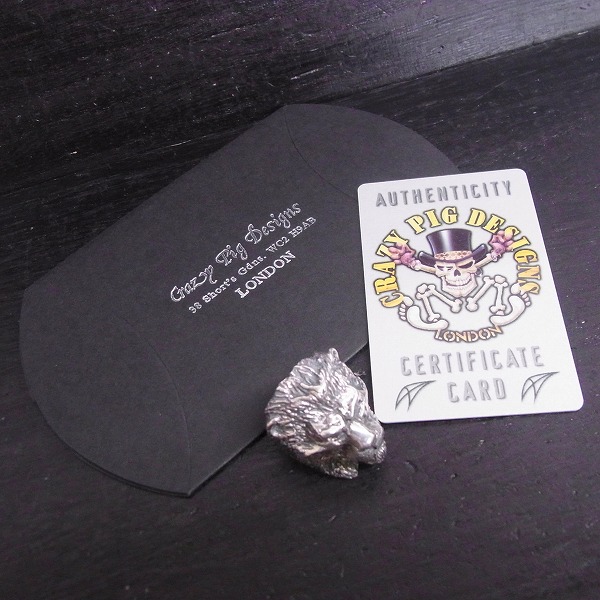 Crazy Pig Designs
38 Short's Gdns. WC2 H9AB
LONDON
AUTHENTICITY
CRAZY PIG DESIGNS
LONDON
CERTIFICATE
CARD